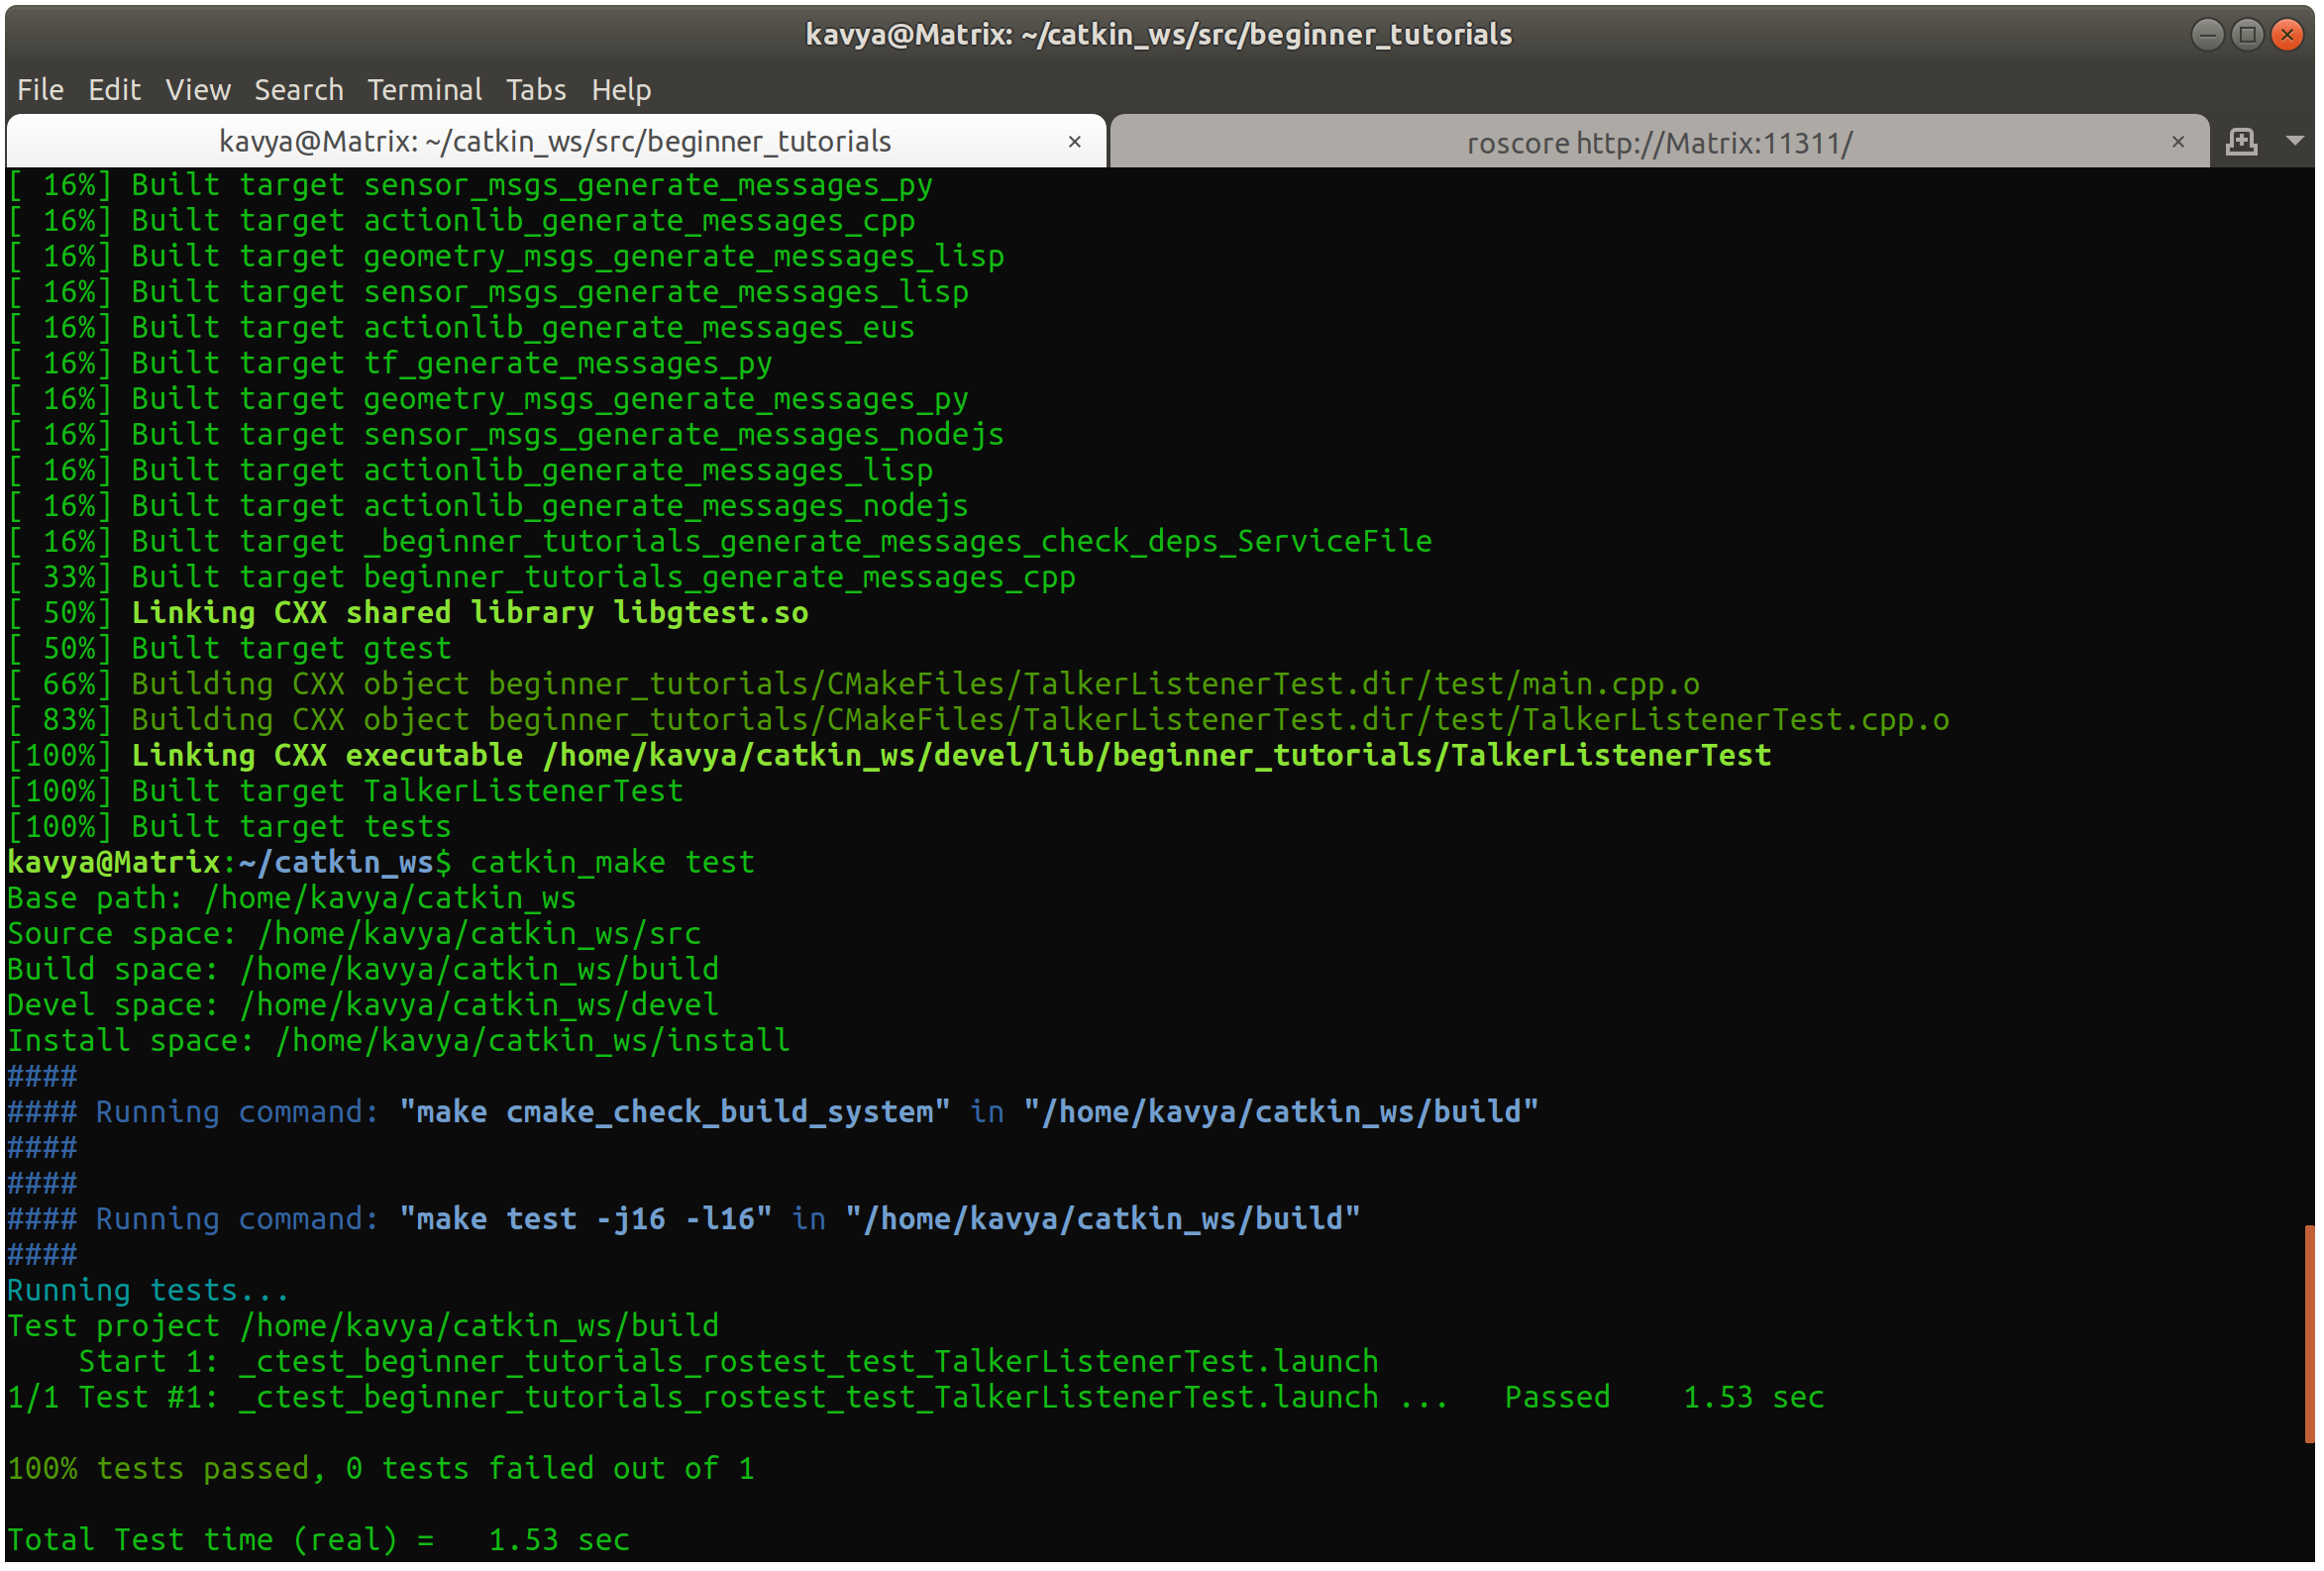 kavya@Matrix: ~/catkin_ws/src/beginner_tutorials
File Edit View Search Terminal Tabs Help
kavya@Matrix: ~/catkin_ws/src/beginner_tutorials × roscore http://Matrix:11311/ ×
[ 16%] Built target sensor_msgs_generate_messages_py
[ 16%] Built target actionlib_generate_messages_cpp
[ 16%] Built target geometry_msgs_generate_messages_lisp
[ 16%] Built target sensor_msgs_generate_messages_lisp
[ 16%] Built target actionlib_generate_messages_eus
[ 16%] Built target tf_generate_messages_py
[ 16%] Built target geometry_msgs_generate_messages_py
[ 16%] Built target sensor_msgs_generate_messages_nodejs
[ 16%] Built target actionlib_generate_messages_lisp
[ 16%] Built target actionlib_generate_messages_nodejs
[ 16%] Built target _beginner_tutorials_generate_messages_check_deps_ServiceFile
[ 33%] Built target beginner_tutorials_generate_messages_cpp
[ 50%] Linking CXX shared library libgtest.so
[ 50%] Built target gtest
[ 66%] Building CXX object beginner_tutorials/CMakeFiles/TalkerListenerTest.dir/test/main.cpp.o
[ 83%] Building CXX object beginner_tutorials/CMakeFiles/TalkerListenerTest.dir/test/TalkerListenerTest.cpp.o
[100%] Linking CXX executable /home/kavya/catkin_ws/devel/lib/beginner_tutorials/TalkerListenerTest
[100%] Built target TalkerListenerTest
[100%] Built target tests
kavya@Matrix:~/catkin_ws$ catkin_make test
Base path: /home/kavya/catkin_ws
Source space: /home/kavya/catkin_ws/src
Build space: /home/kavya/catkin_ws/build
Devel space: /home/kavya/catkin_ws/devel
Install space: /home/kavya/catkin_ws/install
####
#### Running command: "make cmake_check_build_system" in "/home/kavya/catkin_ws/build"
####
####
#### Running command: "make test -j16 -l16" in "/home/kavya/catkin_ws/build"
####
Running tests...
Test project /home/kavya/catkin_ws/build
    Start 1: _ctest_beginner_tutorials_rostest_test_TalkerListenerTest.launch
1/1 Test #1: _ctest_beginner_tutorials_rostest_test_TalkerListenerTest.launch ...   Passed    1.53 sec
100% tests passed, 0 tests failed out of 1
Total Test time (real) =   1.53 sec